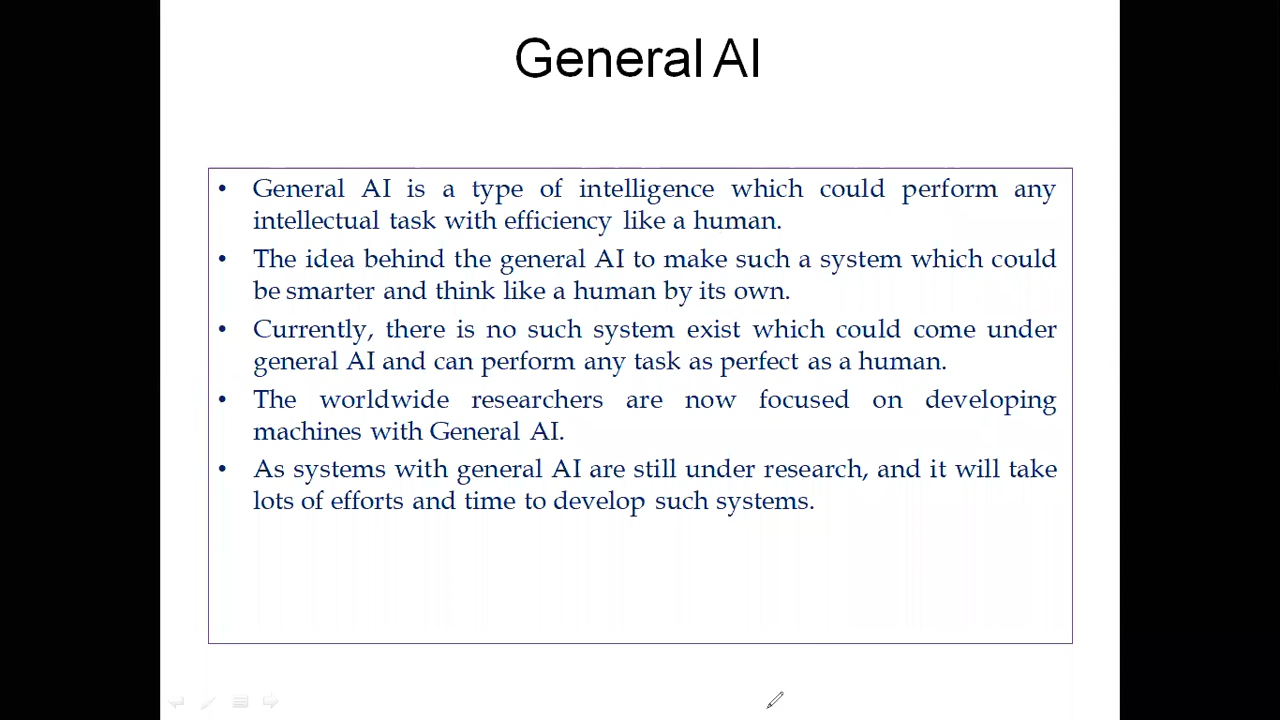 General AI
• General AI is a type of intelligence which could perform any
intellectual task with efficiency like a human.
• The idea behind the general AI to make such a system which could
be smarter and think like a human by its own.
• Currently, there is no such system exist which could come under
general AI and can perform any task as perfect as a human.
• The worldwide researchers are now focused on developing
machines with General AI.
• As systems with general AI are still under research, and it will take
lots of efforts and time to develop such systems.